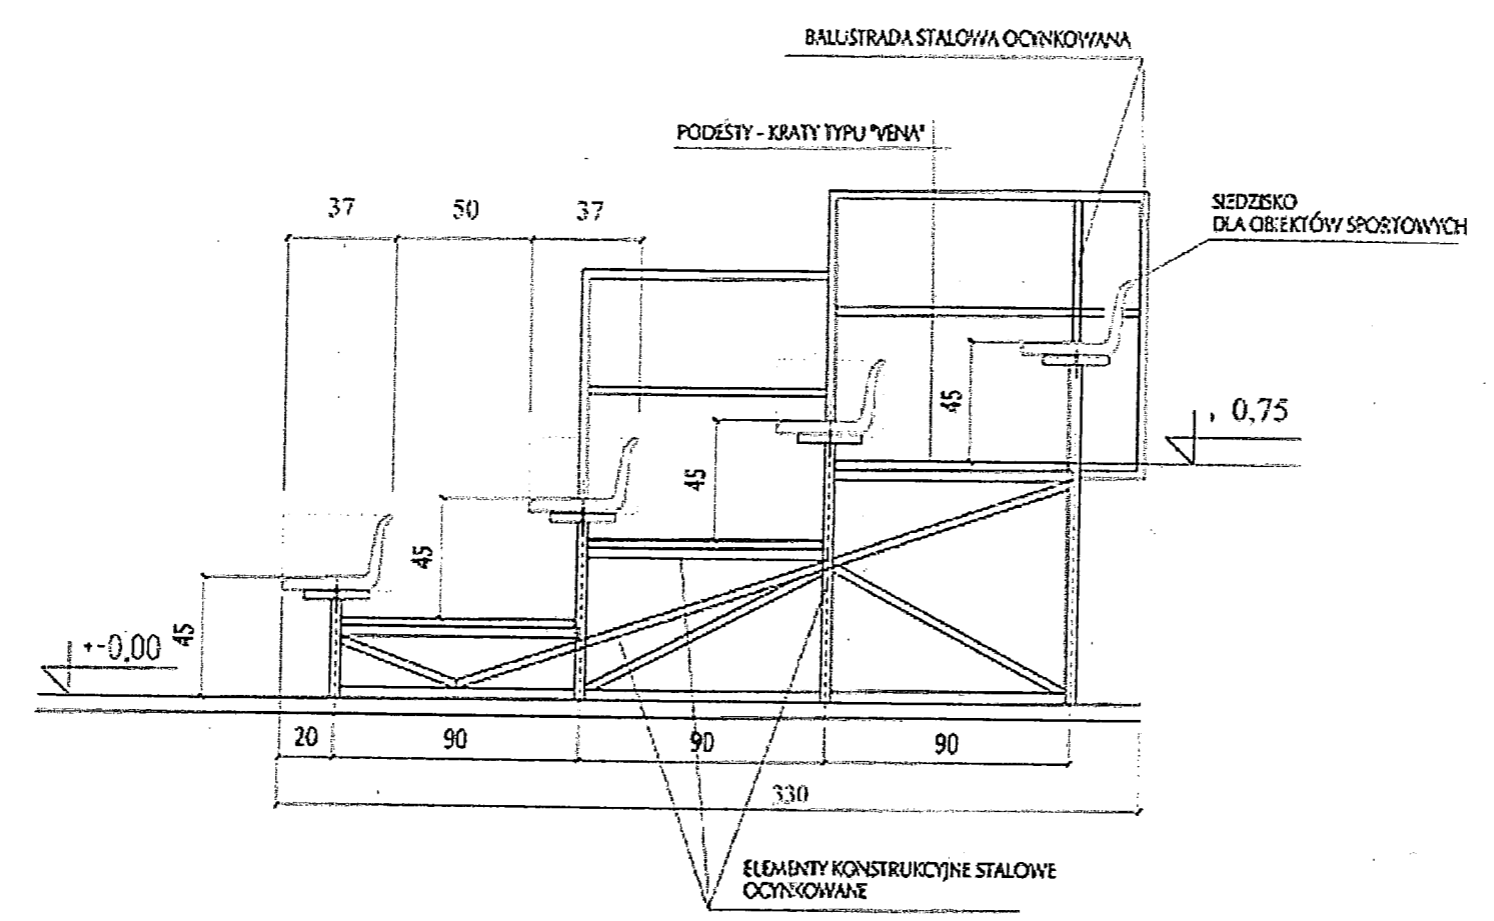 BALUSTRADA STALOWA OCYNKOWANA
PODESTY - KRATY TYPU "VENA"
SIEDZISKO
DLA OBIEKTÓW SPORTOWYCH
37 50 37
45
0,75
45
45
+-0,00
45
20 90 90 90
330
ELEMENTY KONSTRUKCYJNE STALOWE
OCYNKOWANE